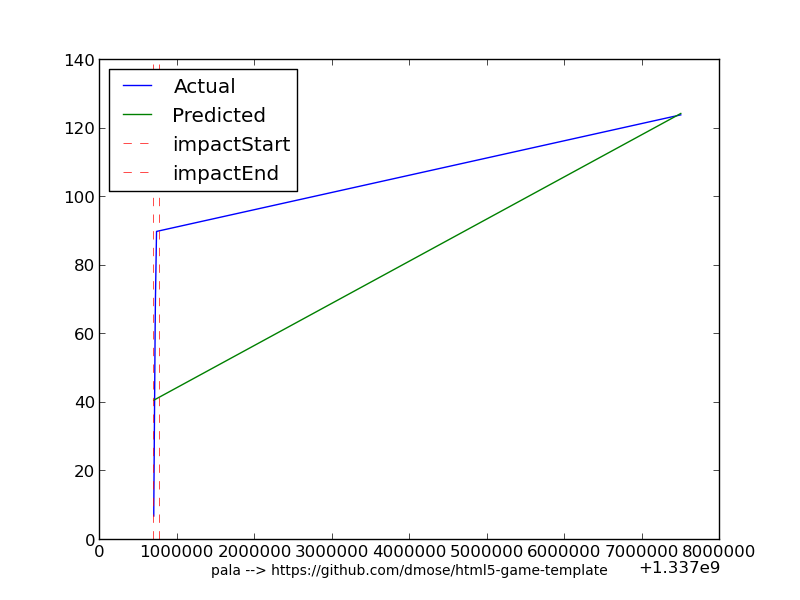 140
120
100
80
60
40
20
0
Actual
Predicted
impactStart
impactEnd
0 1000000 2000000 3000000 4000000 5000000 6000000 7000000 8000000
+1.337e9
pala --> https://github.com/dmose/html5-game-template